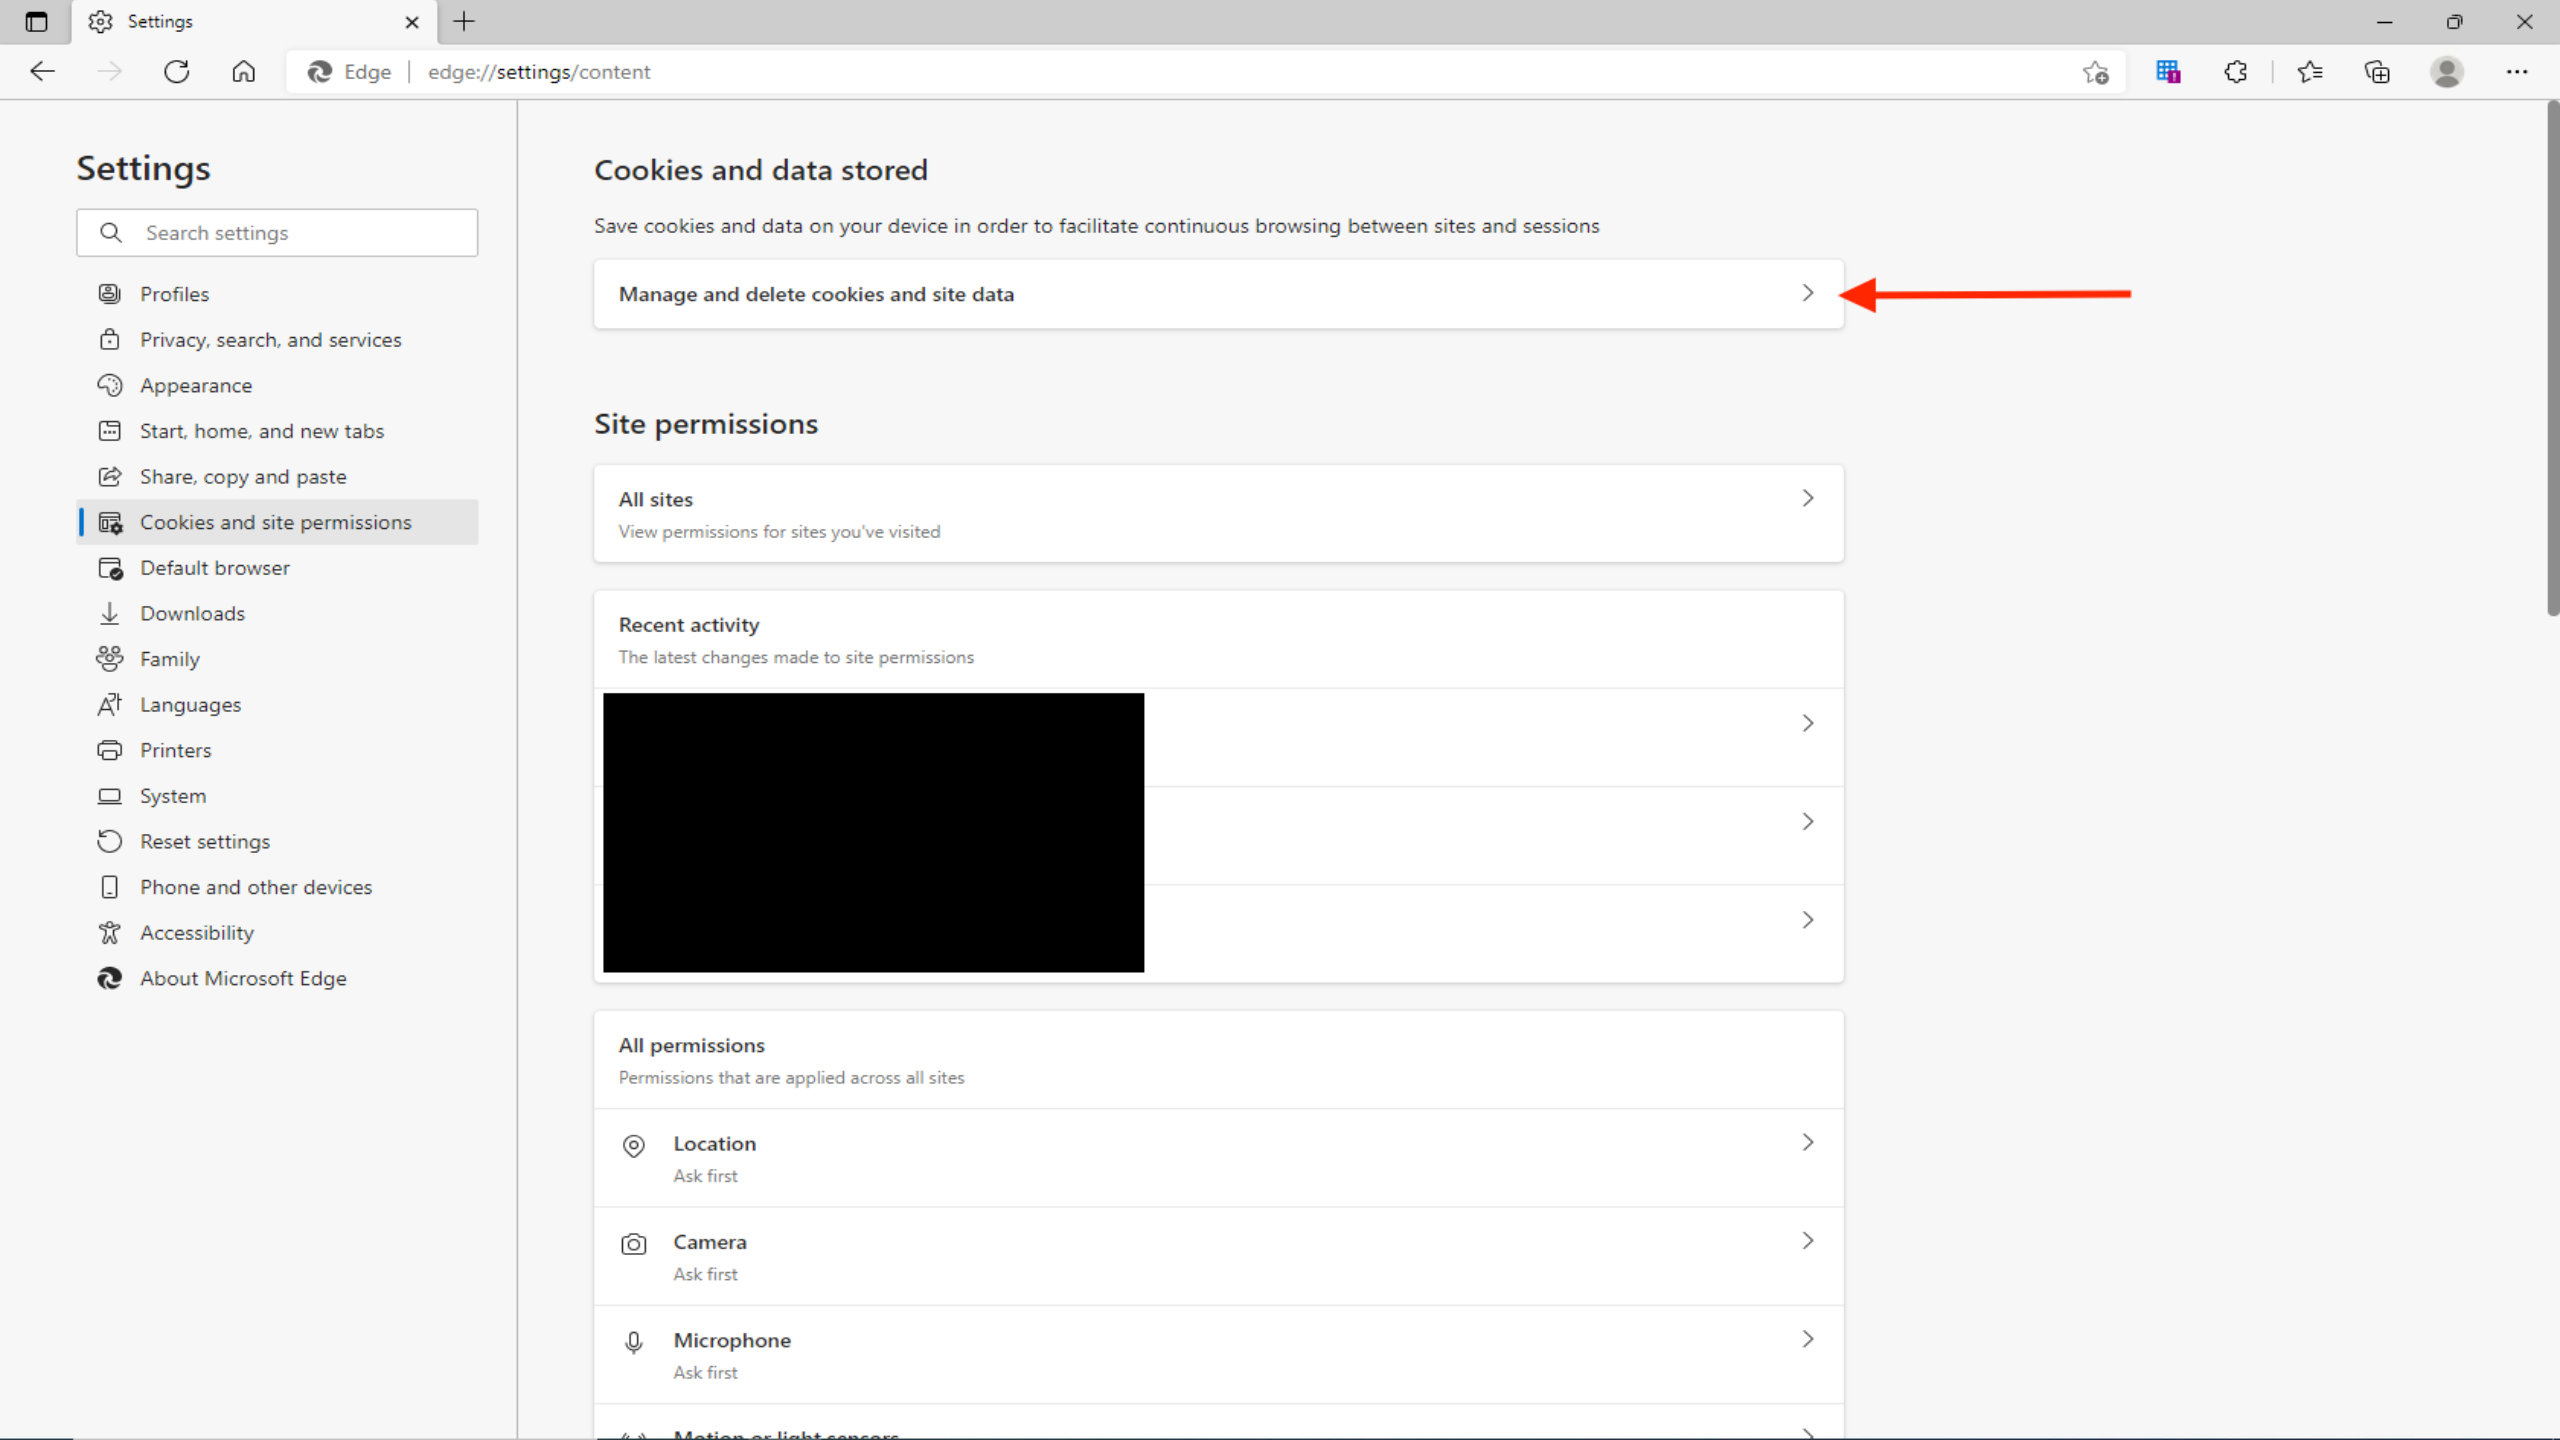 Settings
Edge
edge://settings/content
Settings
Search settings
Profiles
Privacy, search, and services
Appearance
Start, home, and new tabs
Share, copy and paste
Cookies and site permissions
Default browser
Downloads
Family
Languages
Printers
System
Reset settings
Phone and other devices
Accessibility
About Microsoft Edge
Cookies and data stored
Save cookies and data on your device in order to facilitate continuous browsing between sites and sessions
Manage and delete cookies and site data
Site permissions
All sites
View permissions for sites you've visited
Recent activity
The latest changes made to site permissions
All permissions
Permissions that are applied across all sites
Location
Ask first
Camera
Ask first
Microphone
Ask first
Motion or light sensors